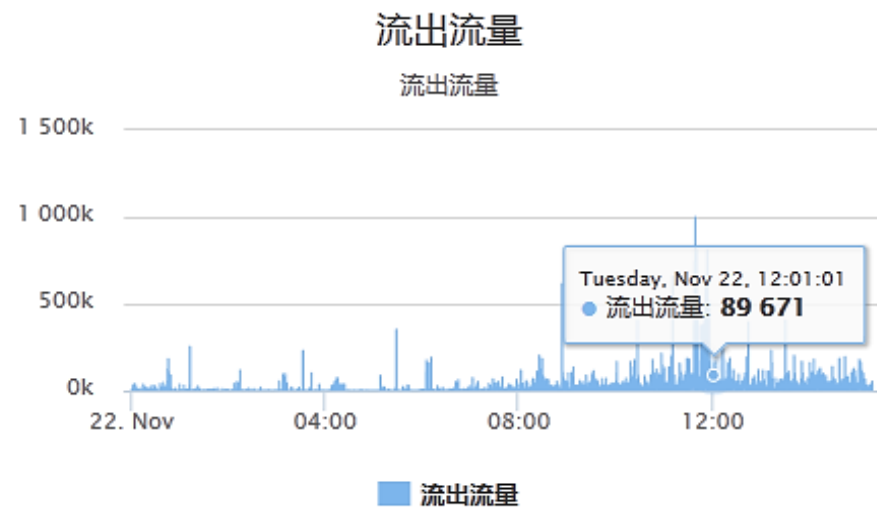 流出流量
流出流量
1 500k
1 000k
500k
0k
Tuesday, Nov 22, 12:01:01
流出流量: 89 671
22. Nov 04:00 08:00 12:00
流出流量